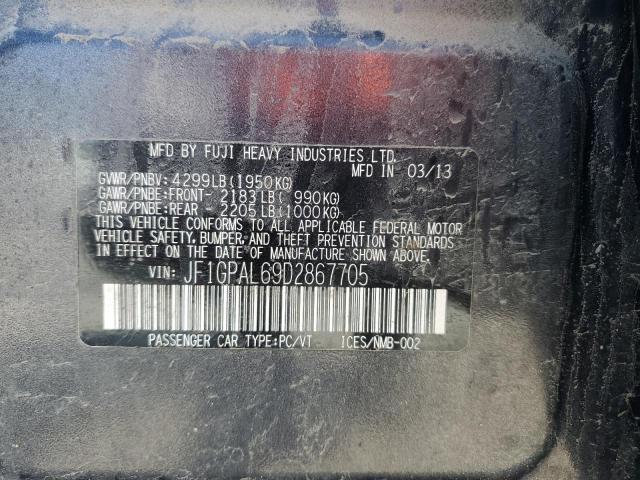 MFD BY FUJI HEAVY INDUSTRIES LTD.
MFD IN 03/13
GVWR/PNBV: 4299LB(1950KG)
GAWR/PNBE:FRONT- 2183LB( 990KG)
GAWR/PNBE:REAR - 2205LB(1000KG)
THIS VEHICLE CONFORMS TO ALL APPLICABLE FEDERAL MOTOR
VEHICLE SAFETY, BUMPER, AND THEFT PREVENTION STANDARDS
IN EFFECT ON THE DATE OF MANUFACTURE SHOWN ABOVE.
VIN: JF1GPAL69D2867705
PASSENGER CAR TYPE:PC/VT ICES/NMB-002